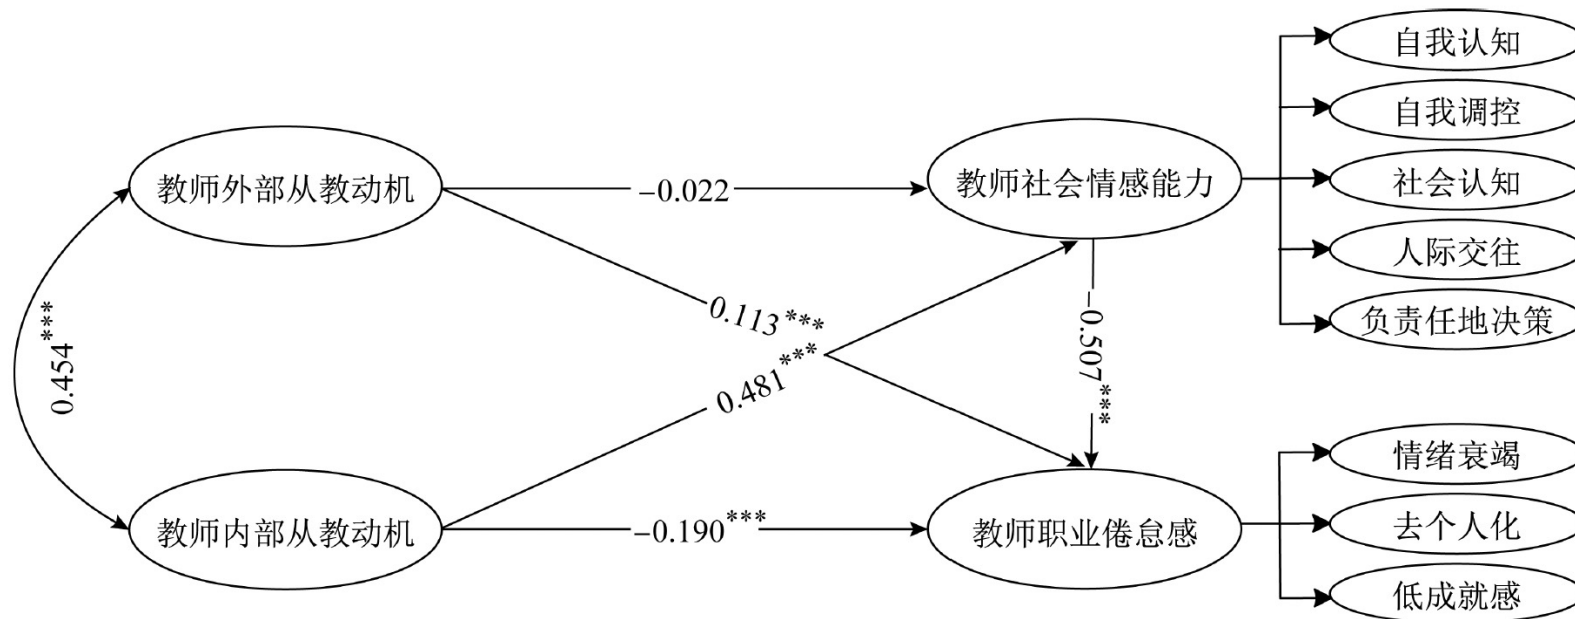 自我认知
自我调控
教师外部从教动机
-0.022
教师社会情感能力
社会认知
人际交往
0.113***
-0.507***
负责任地决策
0.454***
0.481***
情绪衰竭
教师内部从教动机
-0.190***
教师职业倦怠感
去个人化
低成就感